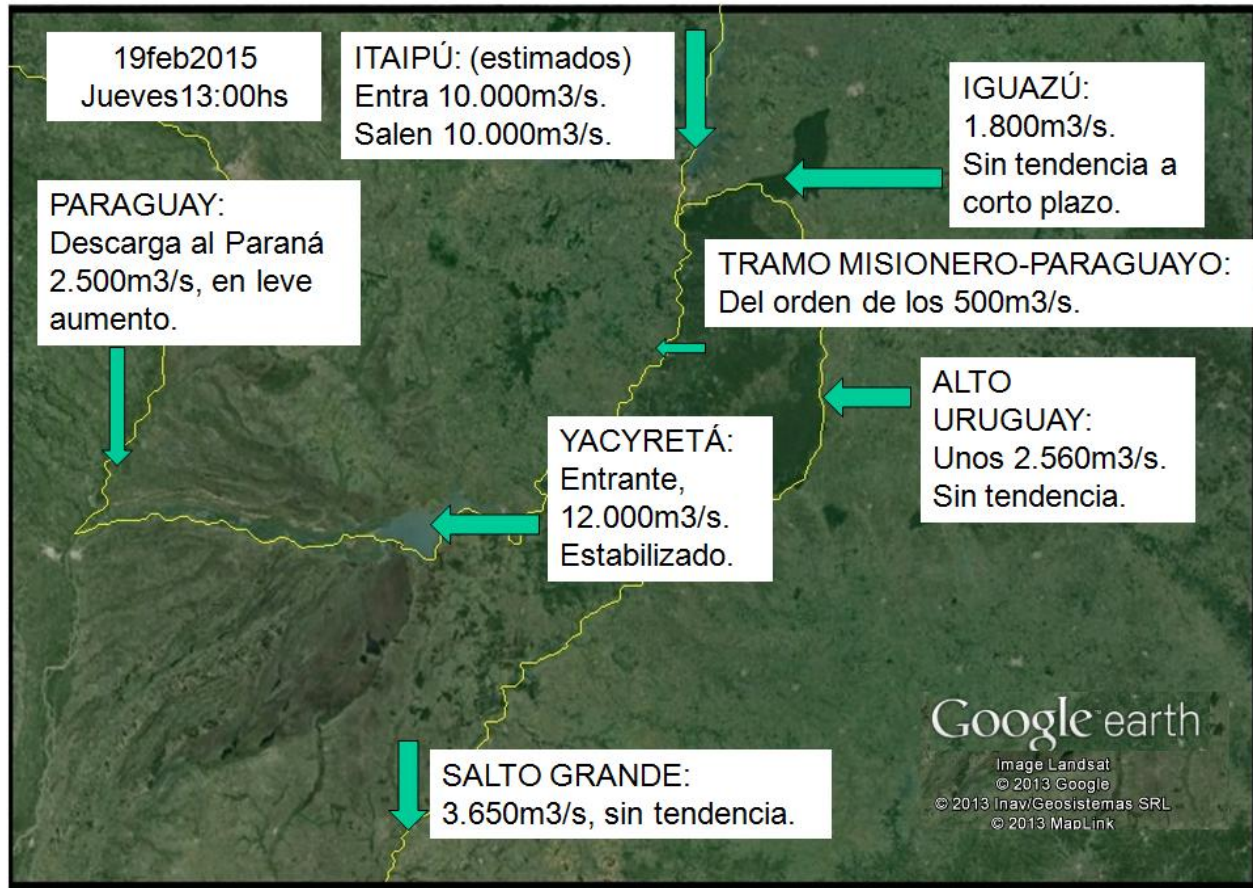 19feb2015
Jueves13:00hs
ITAIPÚ: (estimados)
Entra 10.000m3/s.
Salen 10.000m3/s.
IGUAZÚ:
1.800m3/s.
Sin tendencia a
corto plazo.
PARAGUAY:
Descarga al Paraná
2.500m3/s, en leve
aumento.
TRAMO MISIONERO-PARAGUAYO:
Del orden de los 500m3/s.
ALTO
URUGUAY:
Unos 2.560m3/s.
Sin tendencia.
YACYRETÁ:
Entrante,
12.000m3/s.
Estabilizado.
SALTO GRANDE:
3.650m3/s, sin tendencia.
Google earth
Image Landsat
© 2013 Google
© 2013 Inav/Geosistemas SRL
© 2013 MapLink